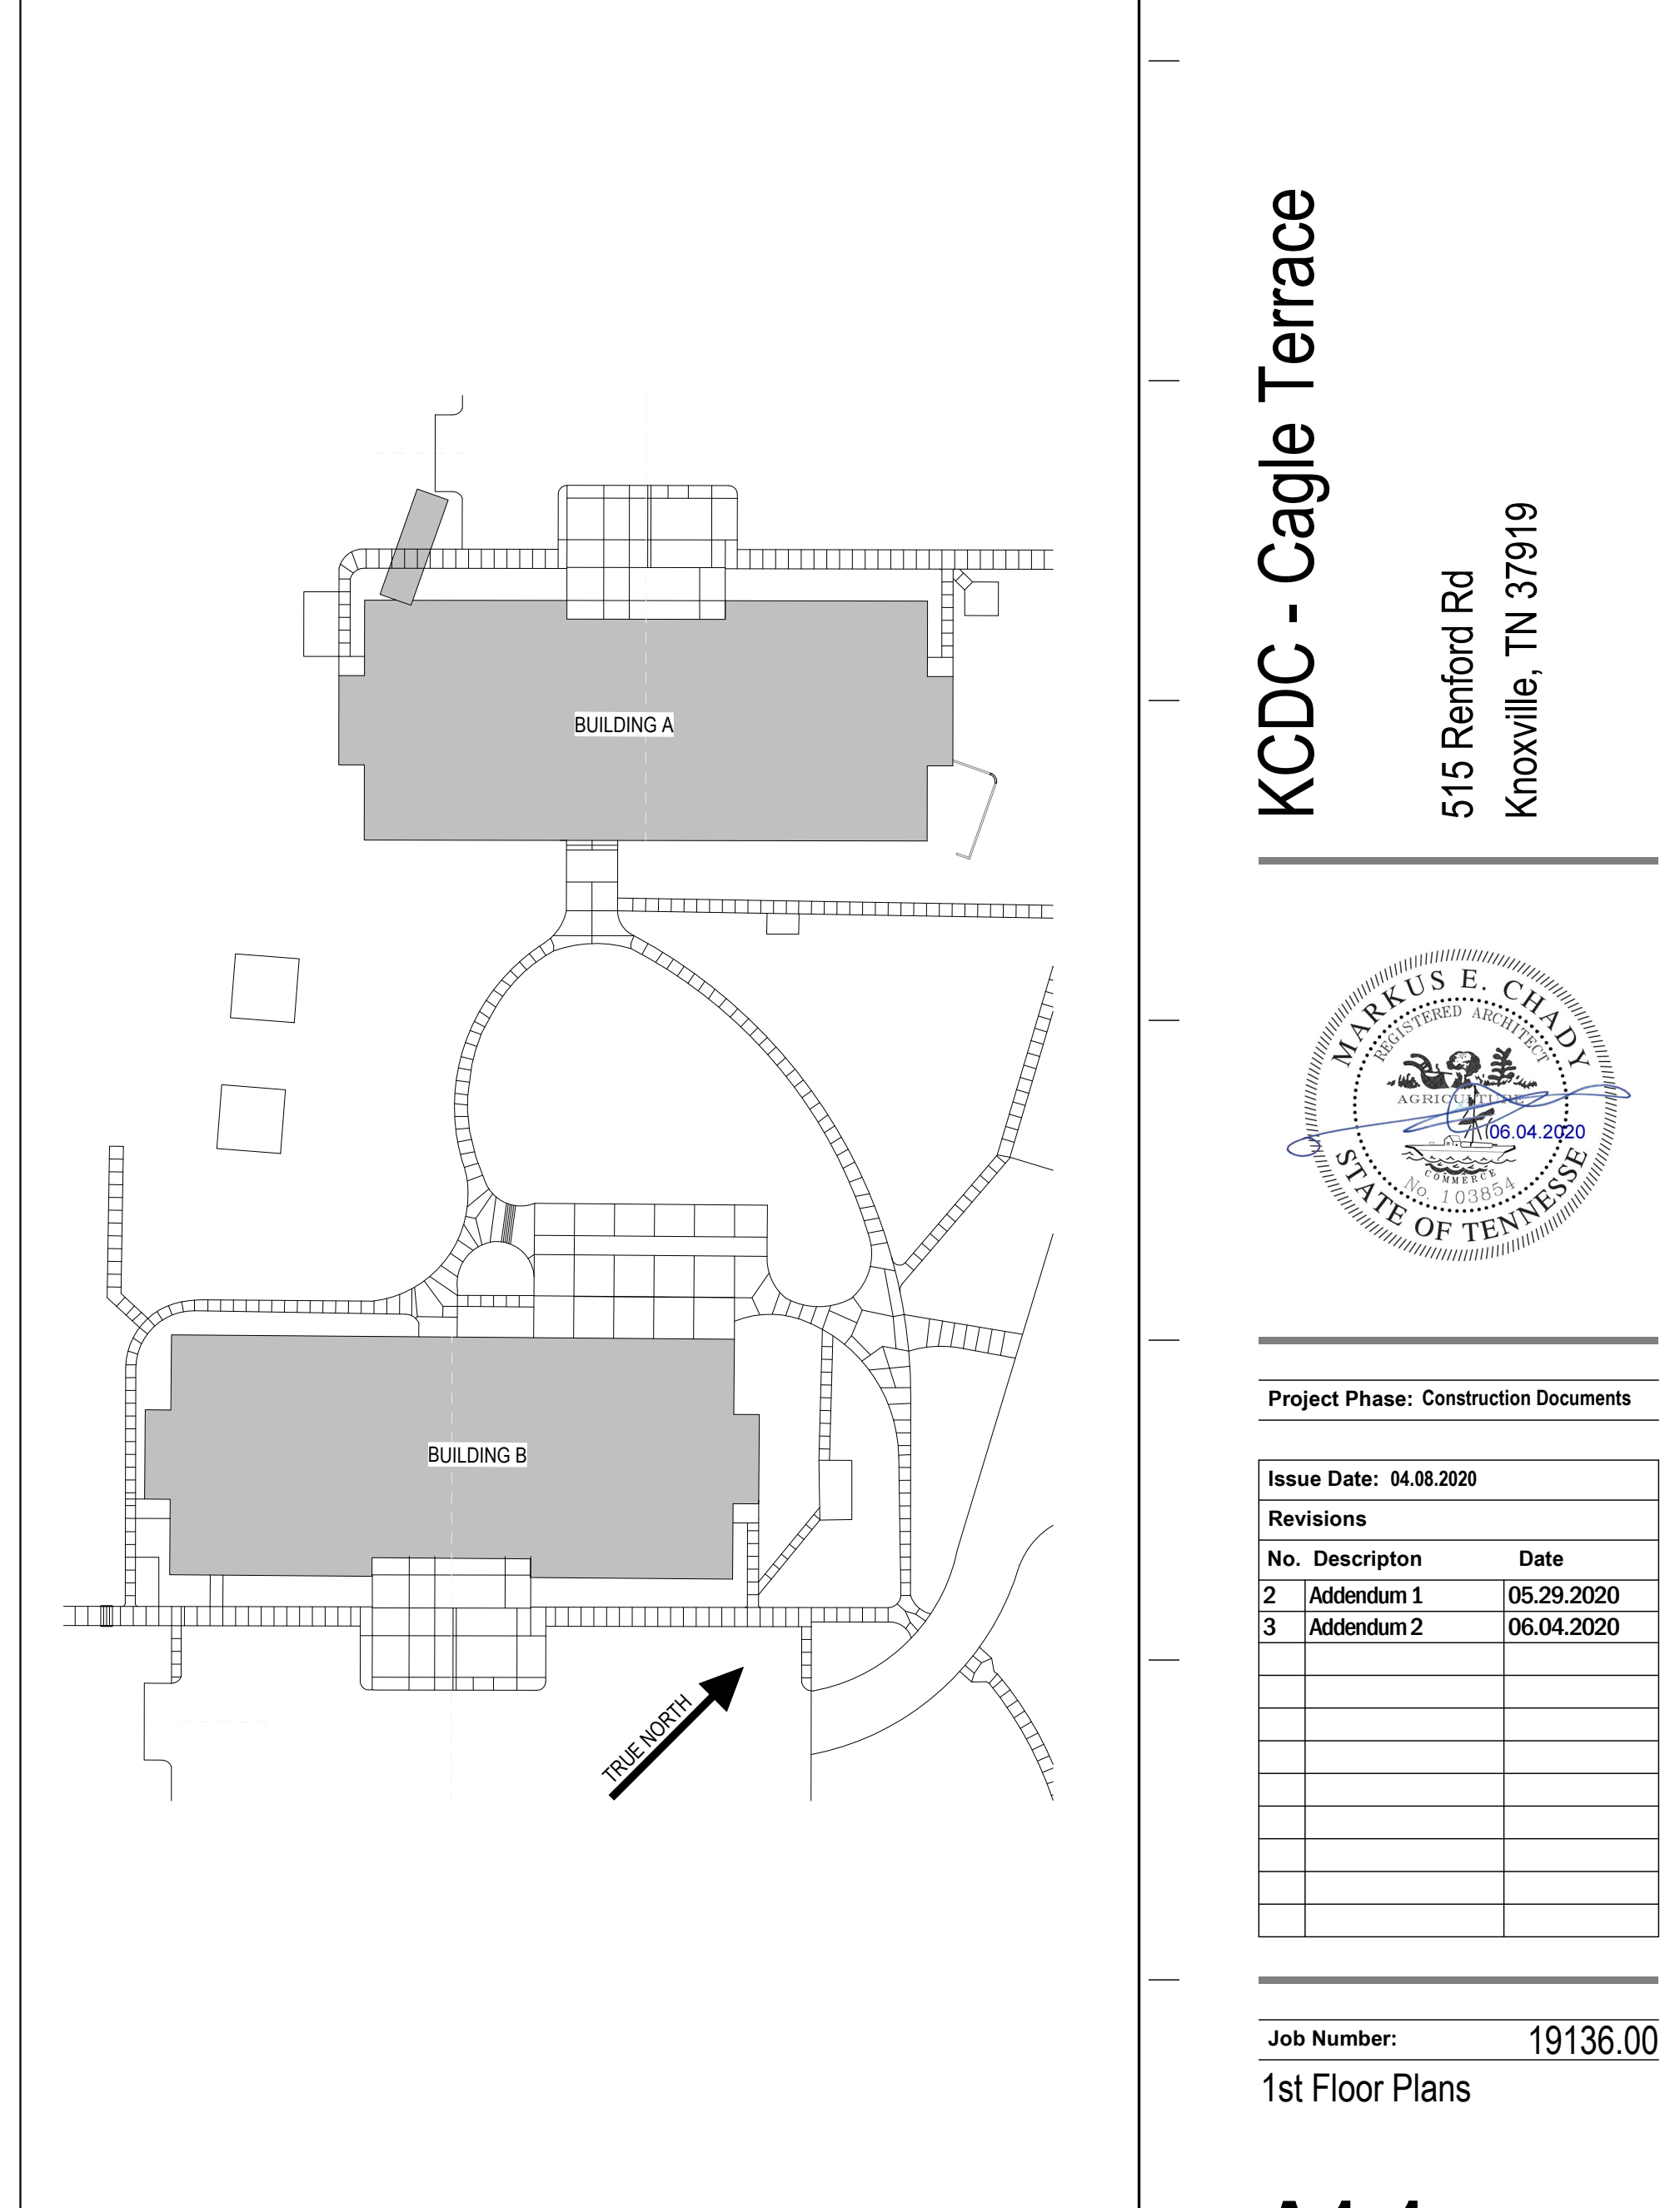 BUILDING A
BUILDING B
TRUE NORTH
KCDC - Cagle Terrace
515 Renford Rd
Knoxville, TN 37919
MARKUS E. CHADY
REGISTERED ARCHITECT
AGRICULTURE
06.04.2020
COMMERCE
No. 103854
STATE OF TENNESSEE
Project Phase: Construction Documents
Issue Date: 04.08.2020
Revisions
No. Descripton Date
2 Addendum 1 05.29.2020
3 Addendum 2 06.04.2020
Job Number: 19136.00
1st Floor Plans